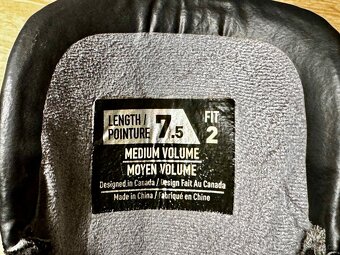 LENGTH / POINTURE 7.5 FIT 2
MEDIUM VOLUME
MOYEN VOLUME
Designed in Canada / Design Fait Au Canada
Made in China / Fabriqué en Chine